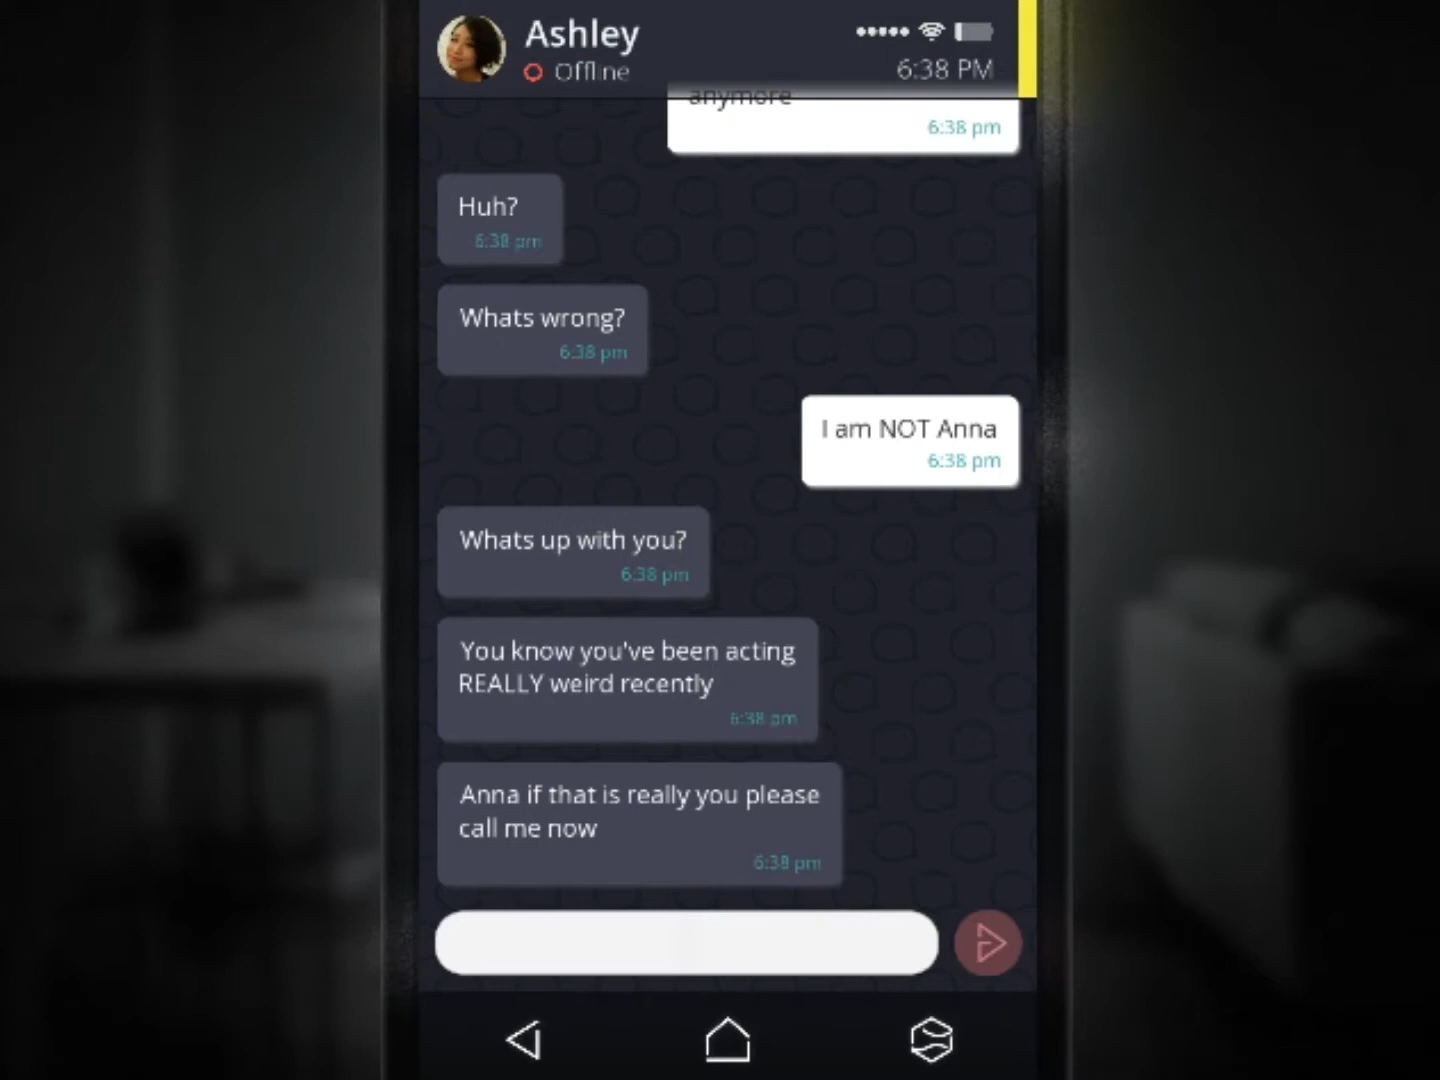 Ashley
Offline
6:38 PM
anymore
6:38 pm
Huh?
6:38 pm
Whats wrong?
6:38 pm
I am NOT Anna
6:38 pm
Whats up with you?
6:38 pm
You know you've been acting
REALLY weird recently
6:38 pm
Anna if that is really you please
call me now
6:38 pm